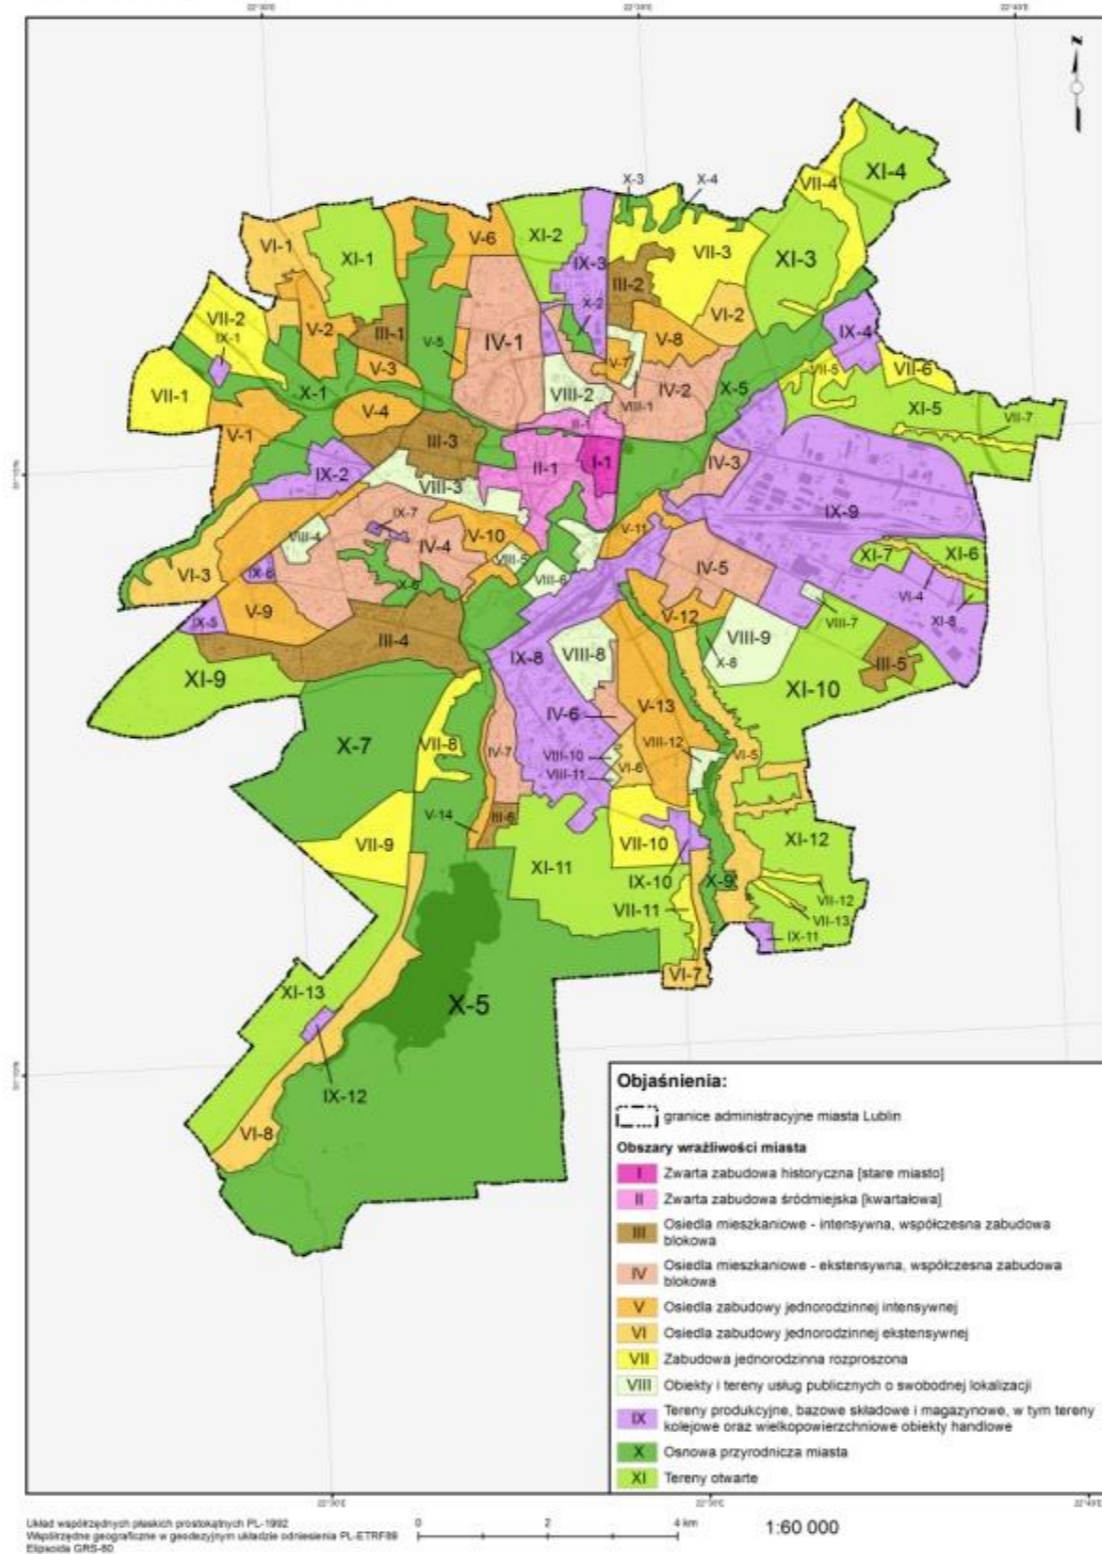 N
X-3
X-4
XI-4
VII-4
VI-1
XI-1
V-6
XI-2
IX-3
VII-3
XI-3
III-2
VII-2
IX-1
V-2
III-1
X-2
VI-2
IX-4
V-5
IV-1
V-8
V-3
V-7
VII-5
VII-6
VII-1
X-1
VIII-2
IV-2
X-5
VIII-1
XI-5
VII-7
V-4
V-1
III-3
II-1
II-1
I-1
IX-2
VIII-3
IV-3
IX-9
IX-7
VIII-4
IV-4
V-10
V-11
VIII-5
XI-7
XI-6
VI-3
IX-6
X-6
VIII-6
IV-5
VI-4
V-9
IX-5
V-12
VIII-7
XI-8
III-4
IX-8
VIII-8
VIII-9
X-8
III-5
XI-9
XI-10
V-13
IV-6
X-7
VII-8
IV-7
VIII-12
VIII-10
VI-6
VI-5
VIII-11
V-14
III-6
VII-9
XI-11
VII-10
XI-12
IX-10
X-9
VII-12
VII-11
VII-13
IX-11
VI-7
XI-13
X-5
IX-12
VI-8
Objaśnienia:
granice administracyjne miasta Lublin
Obszary wrażliwości miasta
I Zwarta zabudowa historyczna [stare miasto]
II Zwarta zabudowa śródmiejska [kwartałowa]
III Osiedla mieszkaniowe - intensywna, współczesna zabudowa
blokowa
IV Osiedla mieszkaniowe - ekstensywna, współczesna zabudowa
blokowa
V Osiedla zabudowy jednorodzinnej intensywnej
VI Osiedla zabudowy jednorodzinnej ekstensywnej
VII Zabudowa jednorodzinna rozproszona
VIII Obiekty i tereny usług publicznych o swobodnej lokalizacji
IX Tereny produkcyjne, bazowe składowe i magazynowe, w tym tereny
kolejowe oraz wielkopowierzchniowe obiekty handlowe
X Osnowa przyrodnicza miasta
XI Tereny otwarte
Układ współrzędnych płaskich prostokątnych PL-1992
Współrzędne geograficzne w geodezyjnym układzie odniesienia PL-ETRF89
Elipsoida GRS-80
0 2 4 km
1:60 000